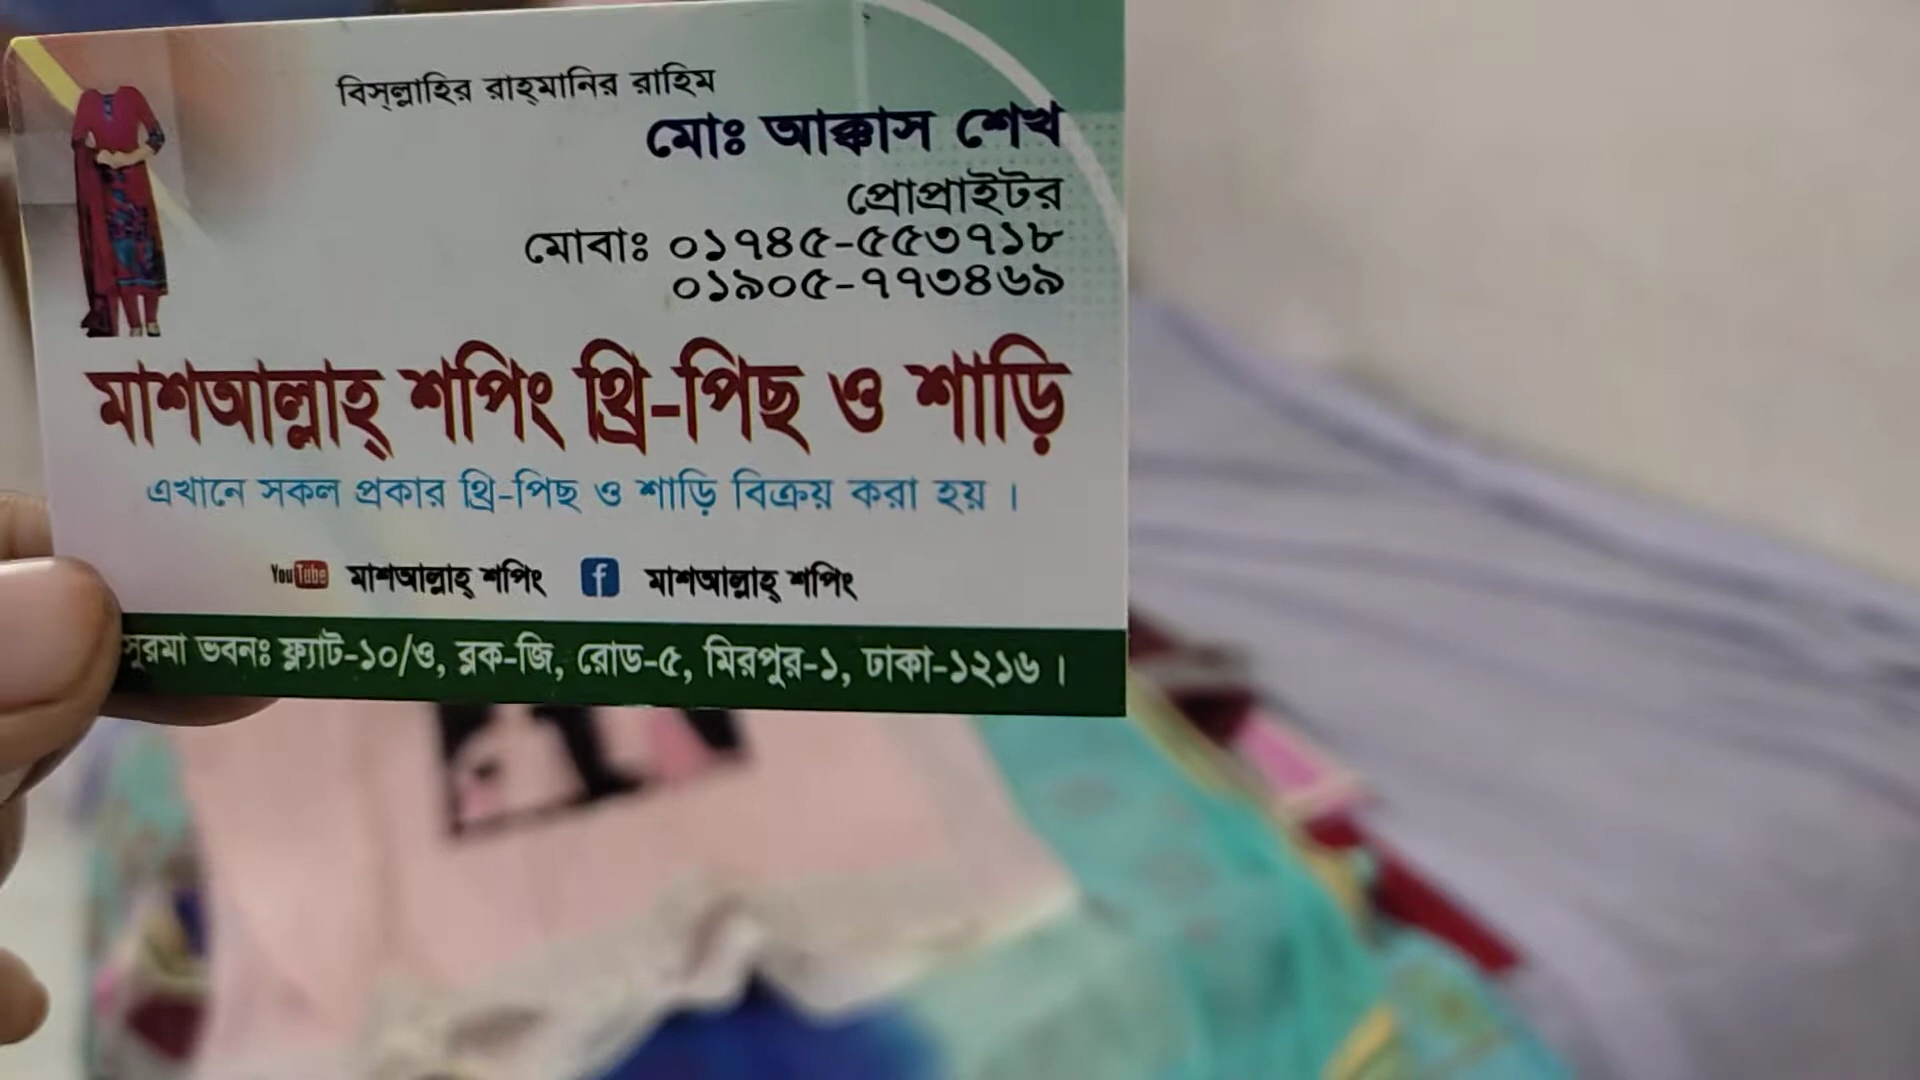 বিস্‌ল্লাহির রাহ্‌মানির রাহিম
মোঃ আক্কাস শেখ
প্রোপ্রাইটর
মোবাঃ ০১৭৪৫-৫৫৩৭১৮
০১৯০৫-৭৭৩৪৬৯
মাশআল্লাহ্ শপিং থ্রি-পিছ ও শাড়ি
এখানে সকল প্রকার থ্রি-পিছ ও শাড়ি বিক্রয় করা হয় ।
YouTube মাশআল্লাহ্ শপিং f মাশআল্লাহ্ শপিং
সুরমা ভবনঃ ফ্ল্যাট-১০/ও, ব্লক-জি, রোড-৫, মিরপুর-১, ঢাকা-১২১৬ ।